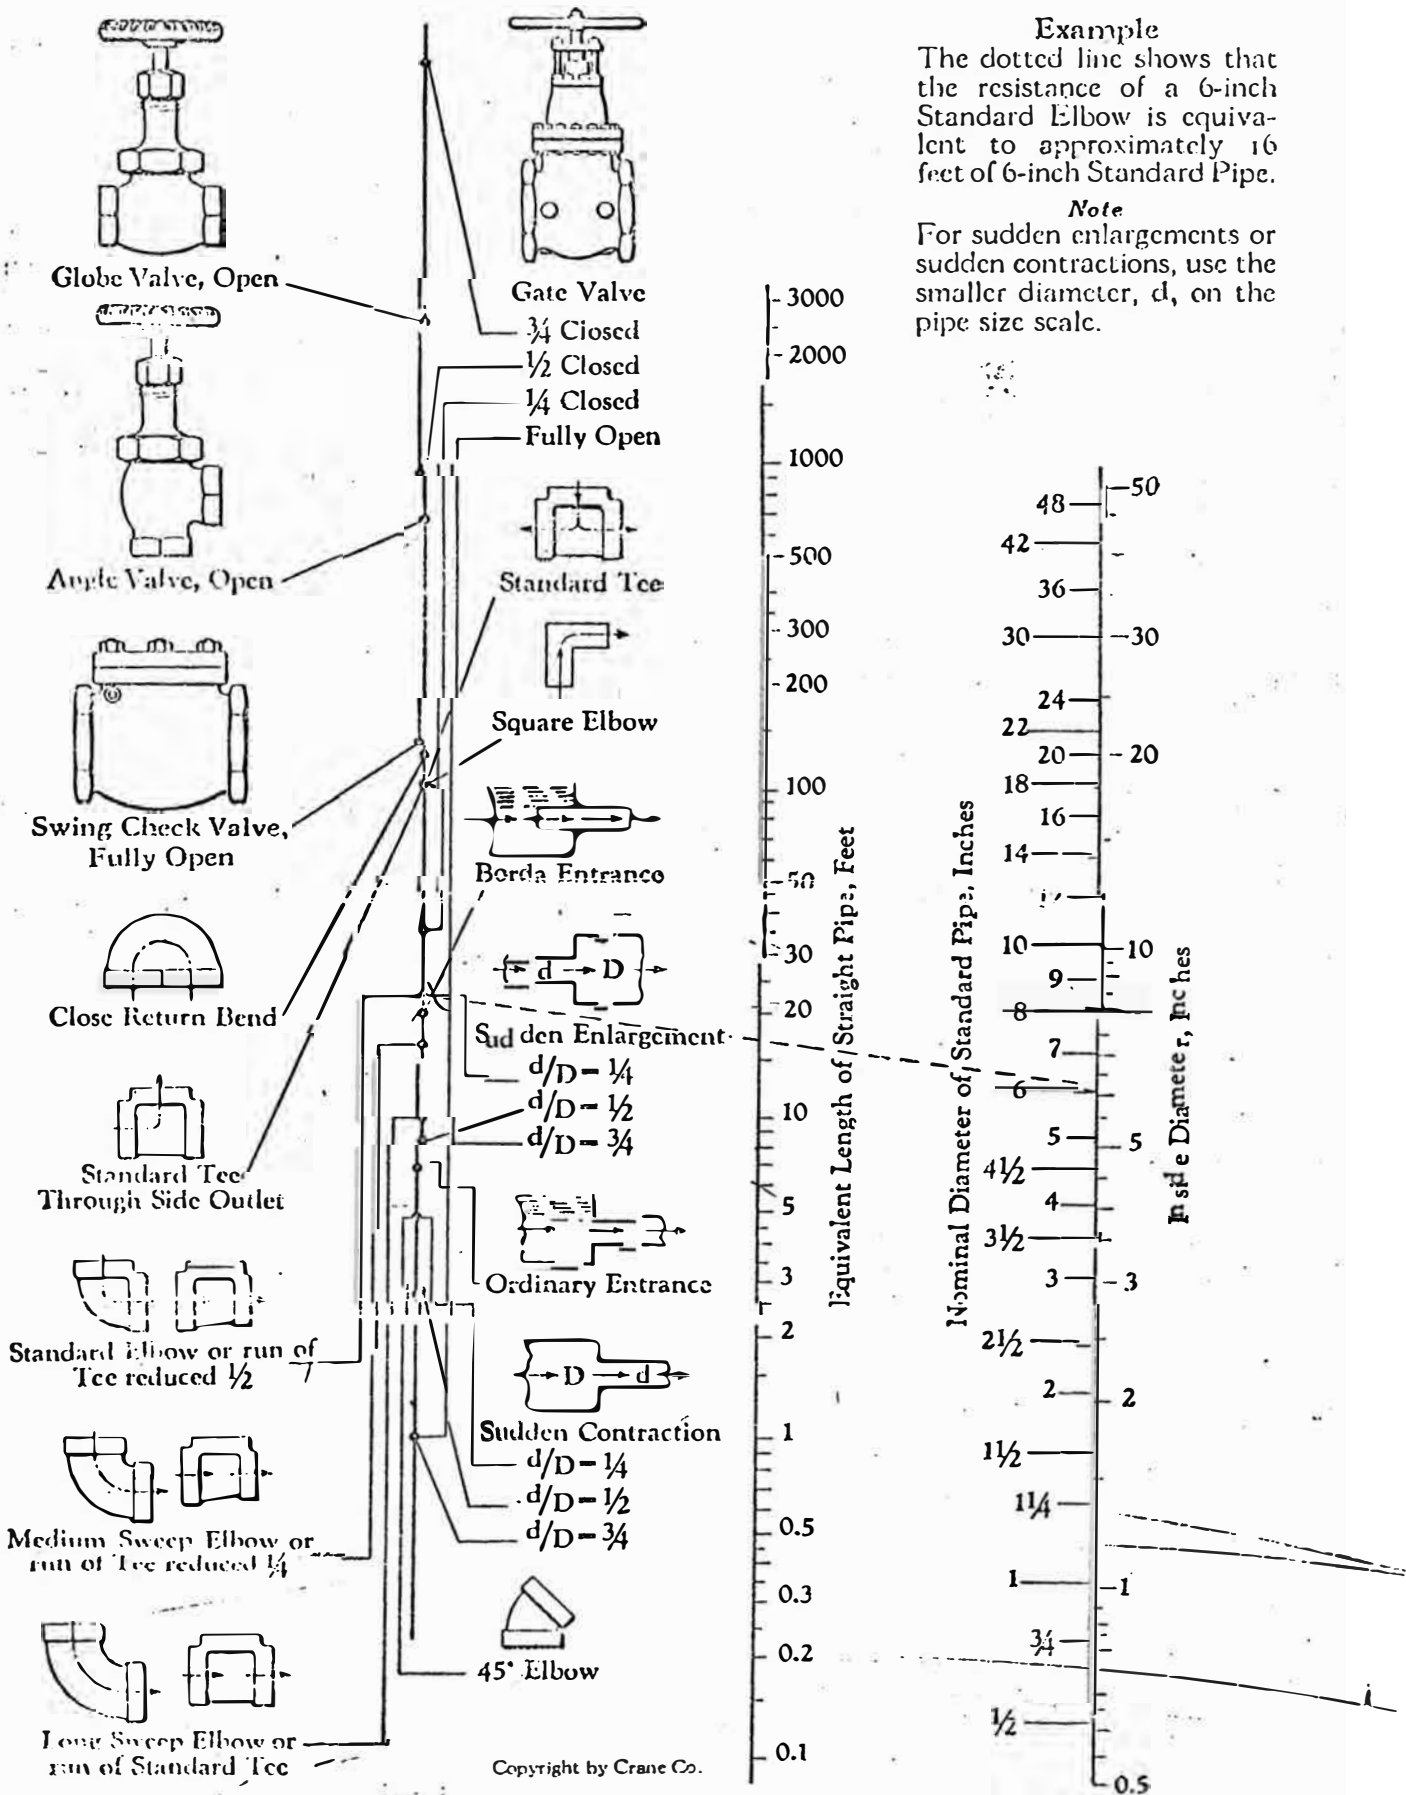 Example
The dotted line shows that
the resistance of a 6-inch
Standard Elbow is equiva-
lent to approximately 16
feet of 6-inch Standard Pipe.
Note
For sudden enlargements or
sudden contractions, use the
smaller diameter, d, on the
pipe size scale.
Globe Valve, Open
Angle Valve, Open
Swing Check Valve,
Fully Open
Close Return Bend
Standard Tee
Through Side Outlet
Standard Elbow or run of
Tee reduced ½
Medium Sweep Elbow or
run of Tee reduced ¼
Long Sweep Elbow or
run of Standard Tee
Gate Valve
¾ Closed
½ Closed
¼ Closed
Fully Open
Standard Tee
Square Elbow
Borda Entrance
d D
Sudden Enlargement
d/D = ¼
d/D = ½
d/D = ¾
Ordinary Entrance
D d
Sudden Contraction
d/D = ¼
d/D = ½
d/D = ¾
45° Elbow
Copyright by Crane Co.
3000
2000
1000
500
300
200
100
50
30
20
10
5
3
2
1
0.5
0.3
0.2
0.1
Equivalent Length of Straight Pipe, Feet
Nominal Diameter of Standard Pipe, Inches
48
42
36
30
24
22
20
18
16
14
10
9
8
7
6
5
4½
4
3½
3
2½
2
1½
1¼
1
¾
½
50
30
20
10
5
3
2
1
0.5
Inside Diameter, Inches